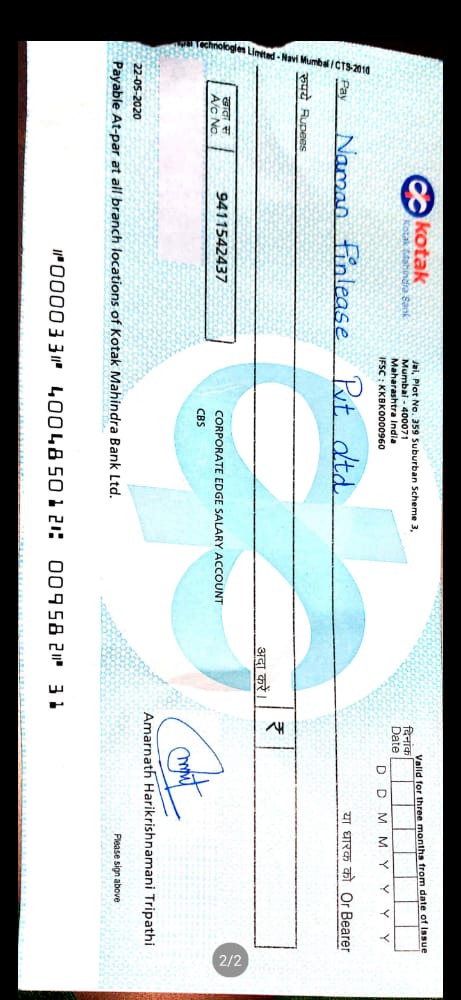 kotak
Kotak Mahindra Bank
Jai, Plot No. 359 Suburban Scheme 3,
Mumbai - 400071
Maharashtra India
IFSC : KKBK0000960
Valid for three months from date of issue
दिनांक
Date
D D M M Y Y Y Y
Pay Naman Finlease Pvt Ltd
या धारक को Or Bearer
रुपये Rupees
अदा करें। ₹
खाता सं
A/c No. 9411542437
CORPORATE EDGE SALARY ACCOUNT
CBS
Technologies Limited - Navi Mumbai / CTS-2010
22-05-2020
Payable At-par at all branch locations of Kotak Mahindra Bank Ltd.
Amarnath Harikrishnamani Tripathi
Please sign above
⑈000033⑈ 400485012⑆ 009582⑈ 31
2/2